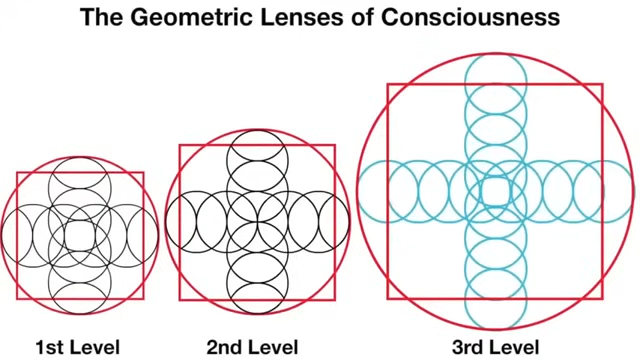 The Geometric Lenses of Consciousness
1st Level
2nd Level
3rd Level